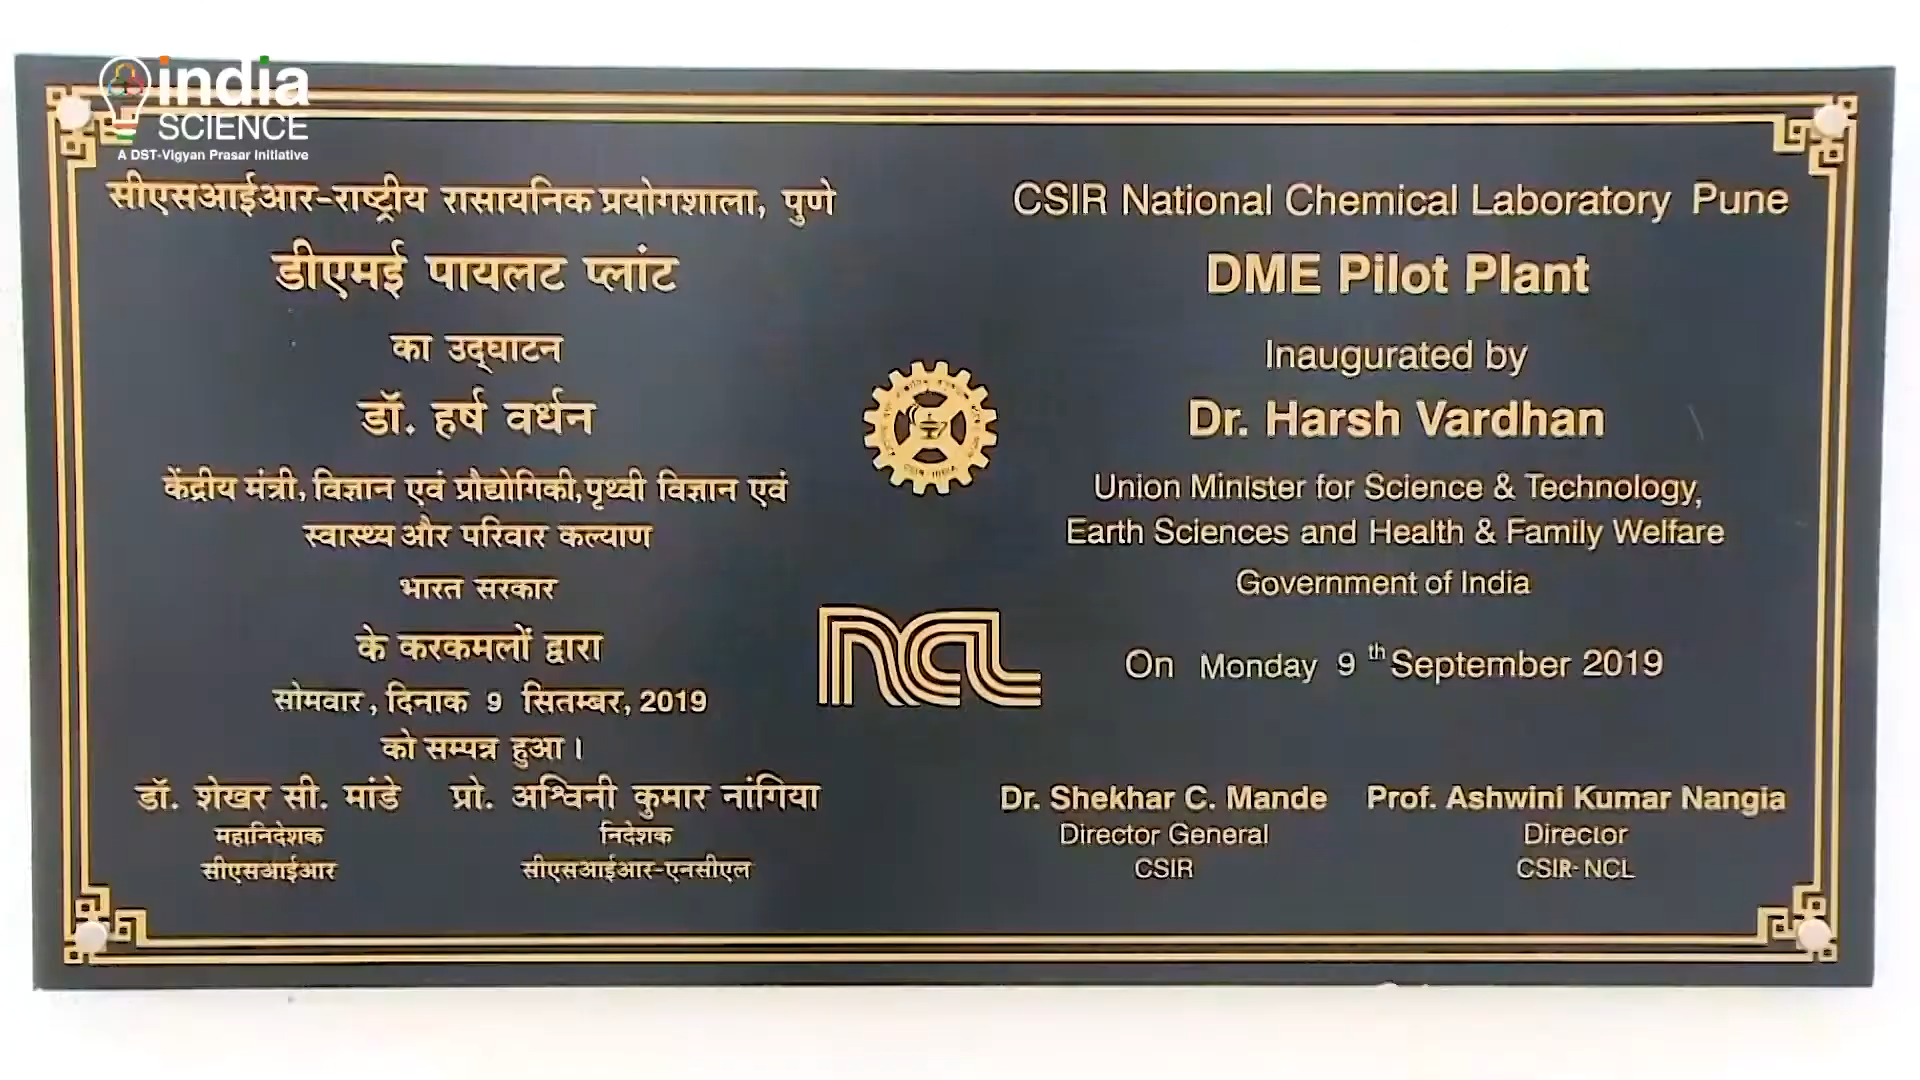 india
SCIENCE
A DST-Vigyan Prasar Initiative
सीएसआईआर-राष्ट्रीय रासायनिक प्रयोगशाला, पुणे
डीएमई पायलट प्लांट
का उद्घाटन
डॉ. हर्ष वर्धन
केंद्रीय मंत्री, विज्ञान एवं प्रौद्योगिकी,पृथ्वी विज्ञान एवं
स्वास्थ्य और परिवार कल्याण
भारत सरकार
के करकमलों द्वारा
सोमवार, दिनाक 9 सितम्बर, 2019
को सम्पन्न हुआ।
डॉ. शेखर सी. मांडे प्रो. अश्विनी कुमार नांगिया
महानिदेशक निदेशक
सीएसआईआर सीएसआईआर-एनसीएल
CSIR-INDIA
NCL
CSIR National Chemical Laboratory Pune
DME Pilot Plant
Inaugurated by
Dr. Harsh Vardhan
Union Minister for Science & Technology,
Earth Sciences and Health & Family Welfare
Government of India
On Monday 9 th September 2019
Dr. Shekhar C. Mande Prof. Ashwini Kumar Nangia
Director General Director
CSIR CSIR-NCL